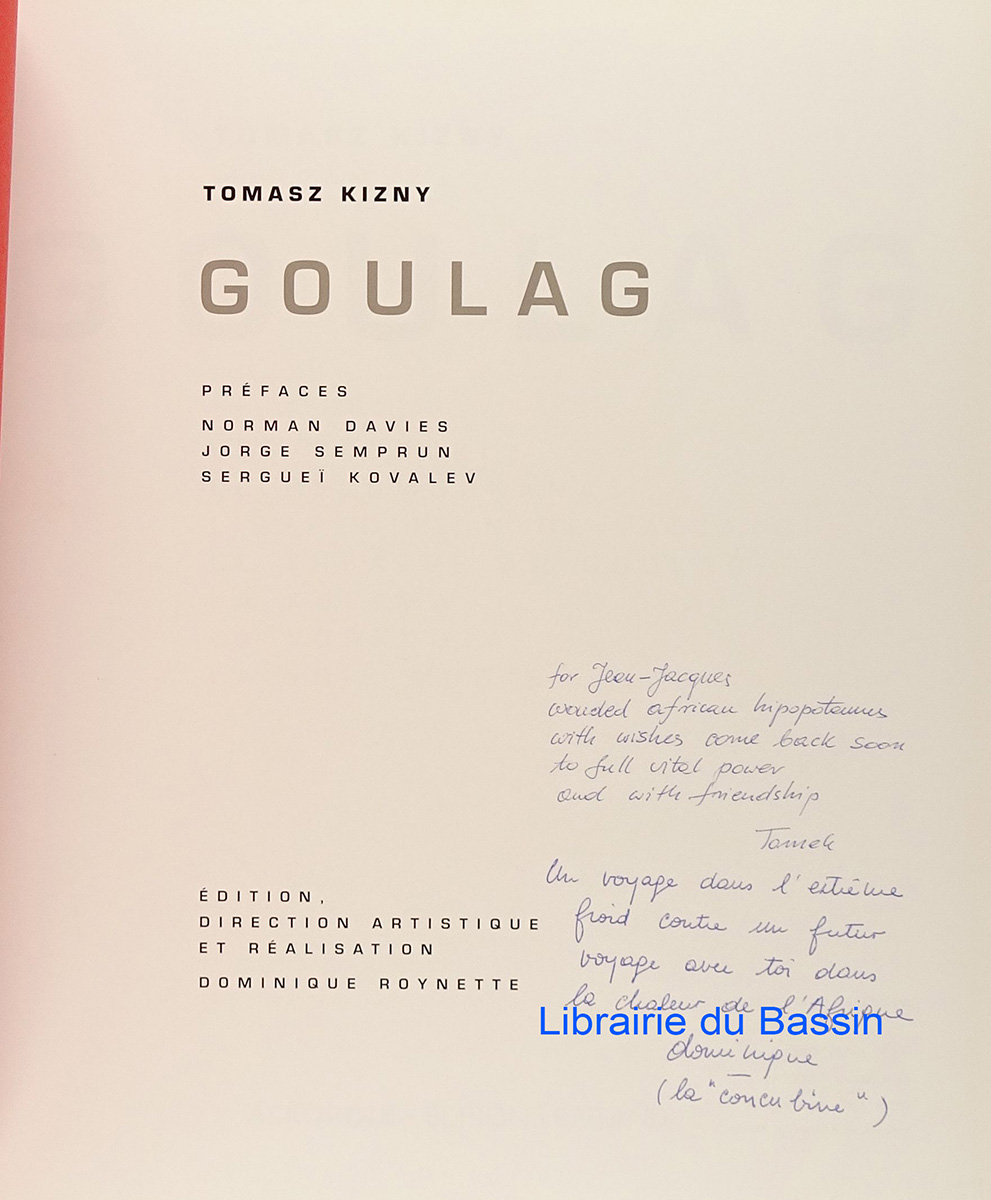 TOMASZ KIZNY
GOULAG
PRÉFACES
NORMAN DAVIES
JORGE SEMPRUN
SERGUEÏ KOVALEV
for Jean-Jacques
wouded african hipopotamus
with wishes come back soon
to full vital power
and with friendship
Tomek
Un voyage dans l'extrême
froid contre un futur
voyage avec toi dans
la chaleur de l'Afrique
dominique
(la "concubine")
ÉDITION,
DIRECTION ARTISTIQUE
ET RÉALISATION
DOMINIQUE ROYNETTE
Librairie du Bassin